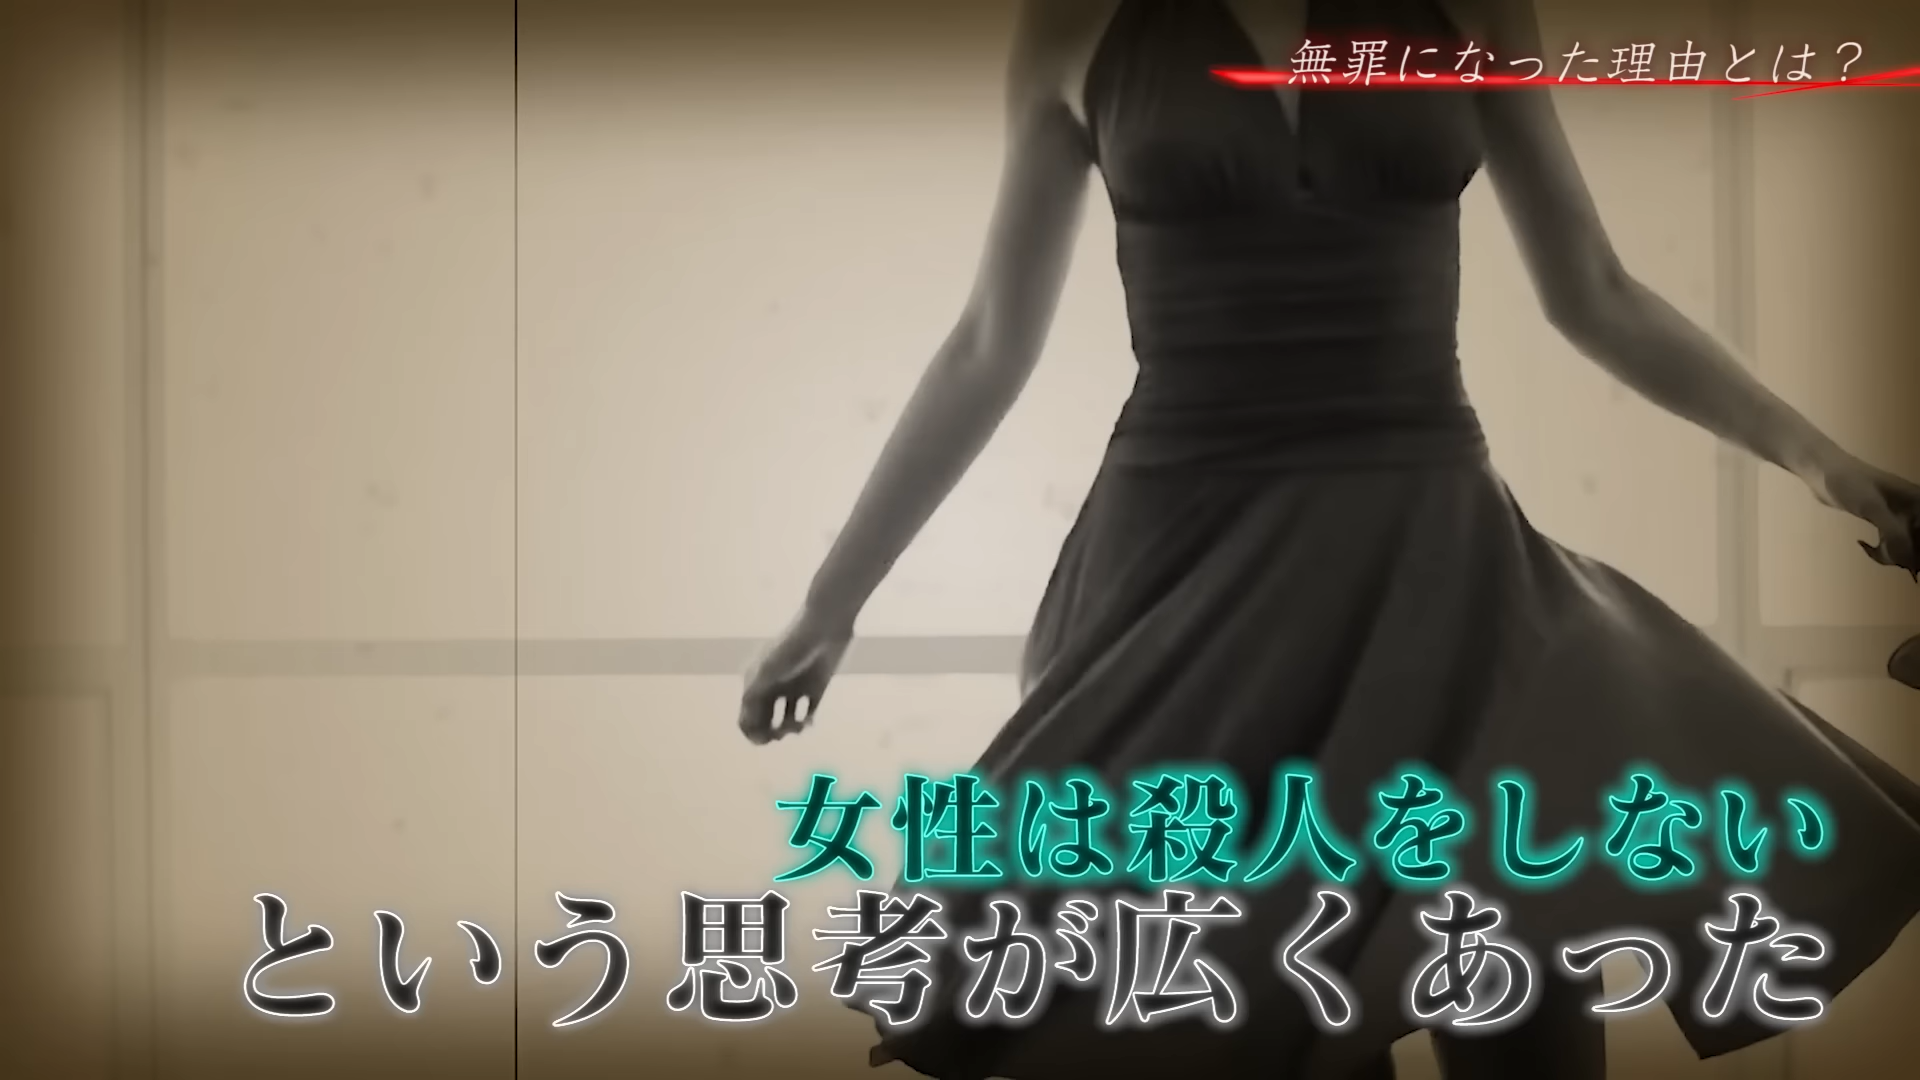 無罪になった理由とは?
女性は殺人をしない
という思考が広くあった